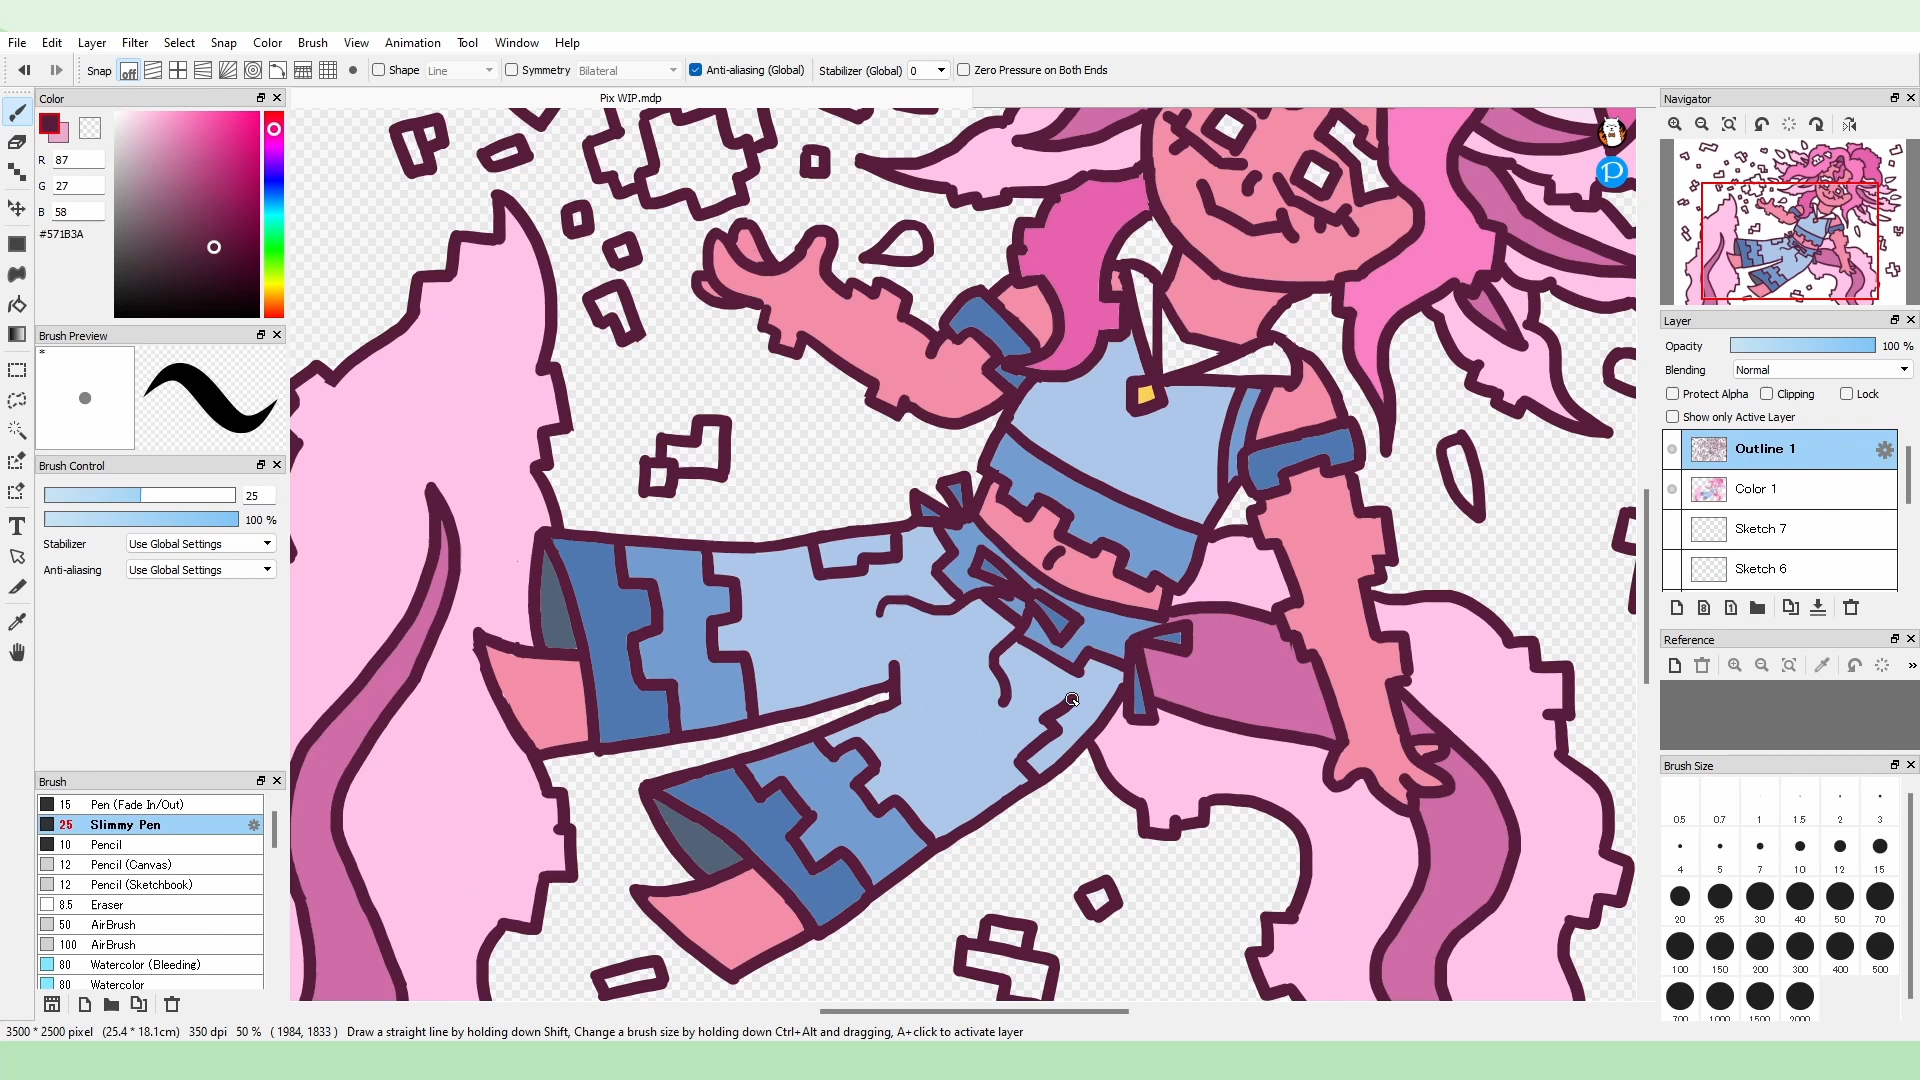 File Edit Layer Filter Select Snap Color Brush View Animation Tool Window Help
Snap off Shape Line Symmetry Bilateral Anti-aliasing (Global) Stabilizer (Global) 0 Zero Pressure on Both Ends
Color
Pix WIP.mdp
R 87
G 27
B 58
#571B3A
Brush Preview
*
Brush Control
25
100 %
Stabilizer Use Global Settings
Anti-aliasing Use Global Settings
Brush
15 Pen (Fade In/Out)
25 Slimmy Pen
10 Pencil
12 Pencil (Canvas)
12 Pencil (Sketchbook)
8.5 Eraser
50 AirBrush
100 AirBrush
80 Watercolor (Bleeding)
80 Watercolor
P
Navigator
Layer
Opacity 100 %
Blending Normal
Protect Alpha Clipping Lock
Show only Active Layer
Outline 1
Color 1
Sketch 7
Sketch 6
8 1
Reference
»
Brush Size
0.5 0.7 1 1.5 2 3
4 5 7 10 12 15
20 25 30 40 50 70
100 150 200 300 400 500
700 1000 1500 2000
T
3500 * 2500 pixel (25.4 * 18.1cm) 350 dpi 50 % ( 1984, 1833 ) Draw a straight line by holding down Shift, Change a brush size by holding down Ctrl+Alt and dragging, A+click to activate layer